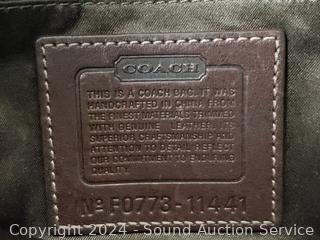 COACH
THIS IS A COACH BAG. IT WAS
HANDCRAFTED IN CHINA FROM
THE FINEST MATERIALS TRIMMED
WITH GENUINE LEATHER.
SUPERIOR CRAFTSMANSHIP AND
ATTENTION TO DETAIL REFLECT
OUR COMMITMENT TO ENDURING
QUALITY.
Nº F0773-11441
Copyright 2024 - Sound Auction Service